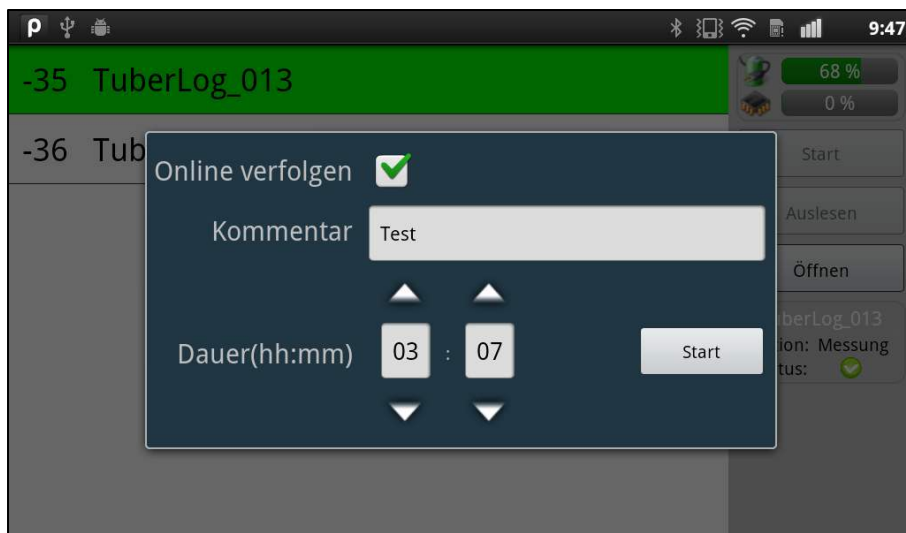 9:47
-35 TuberLog_013
68 %
0 %
-36 Tub
Start
Auslesen
Öffnen
uberLog_013
ion: Messung
tus:
Online verfolgen
Kommentar Test
Dauer(hh:mm) 03 : 07 Start